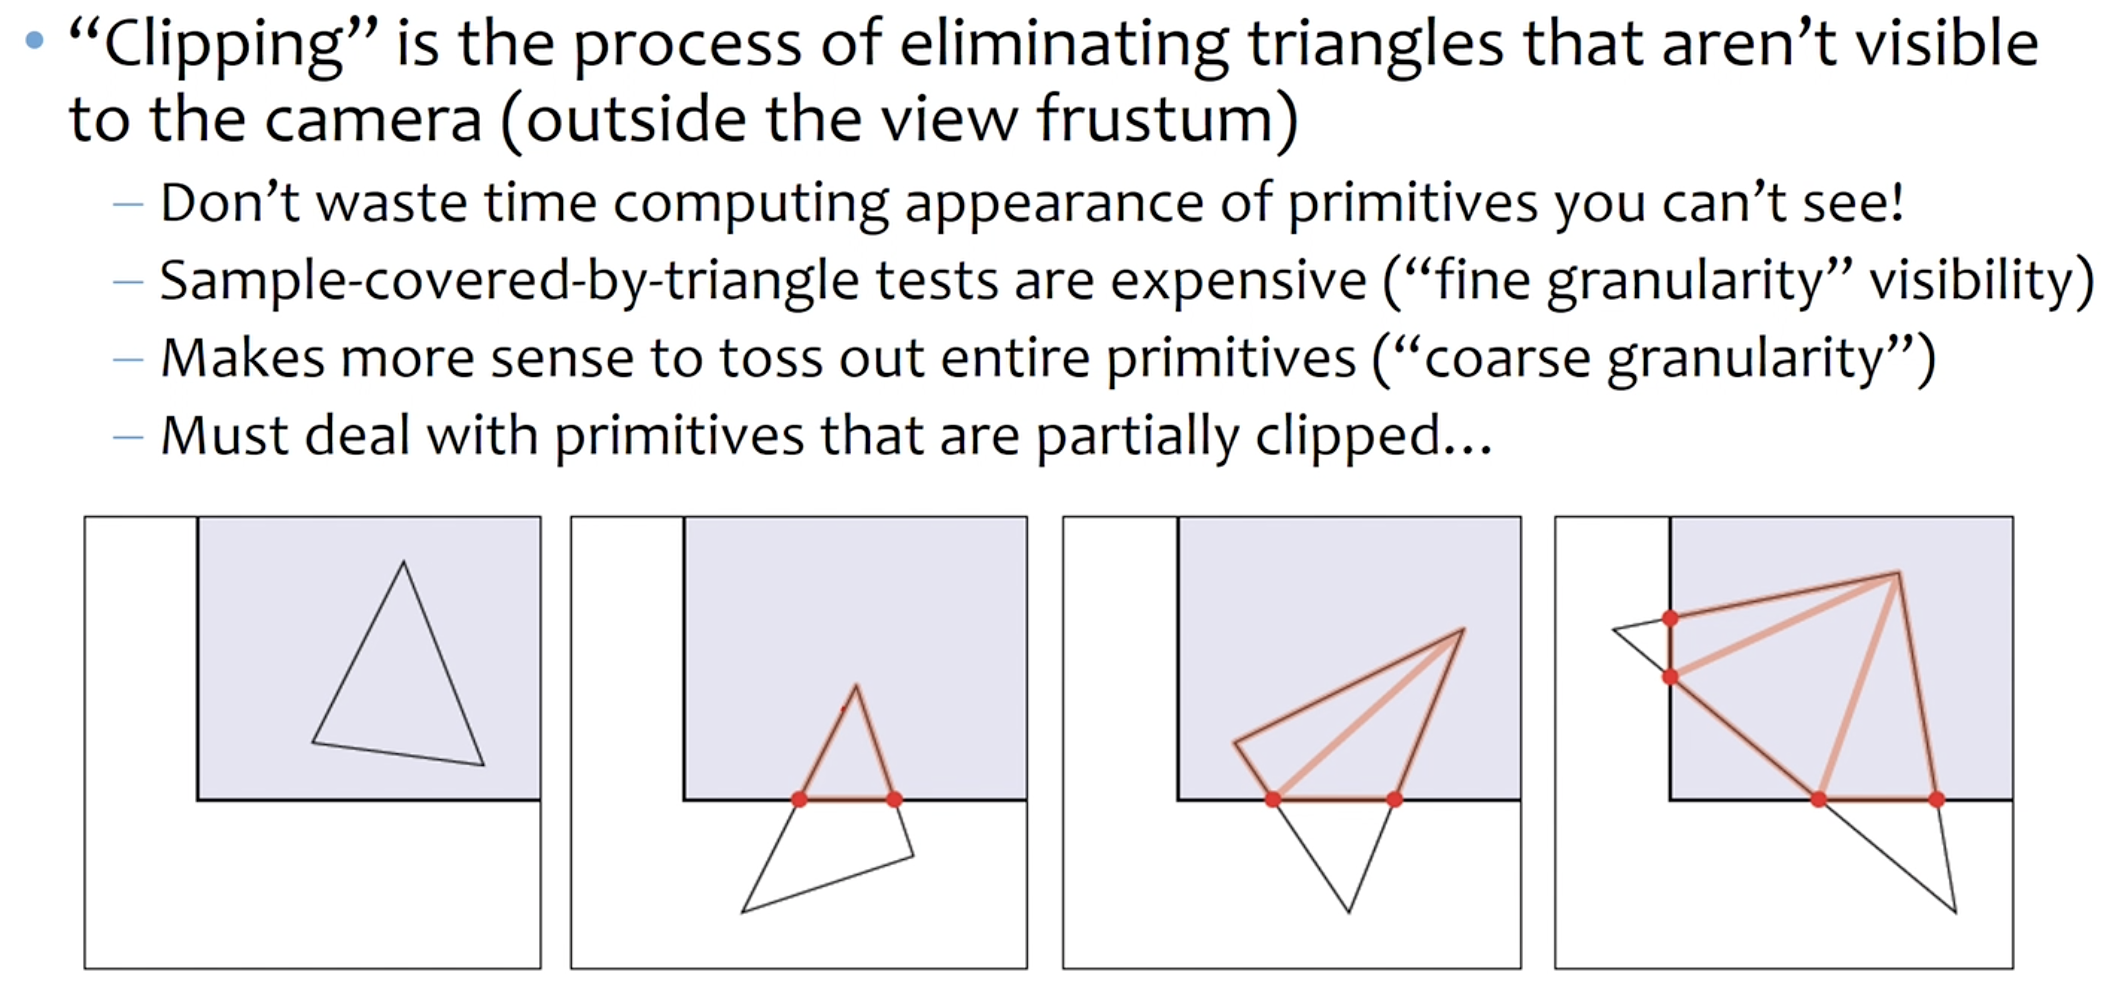 • “Clipping” is the process of eliminating triangles that aren’t visible
to the camera (outside the view frustum)
– Don’t waste time computing appearance of primitives you can’t see!
– Sample-covered-by-triangle tests are expensive (“fine granularity” visibility)
– Makes more sense to toss out entire primitives (“coarse granularity”)
– Must deal with primitives that are partially clipped…